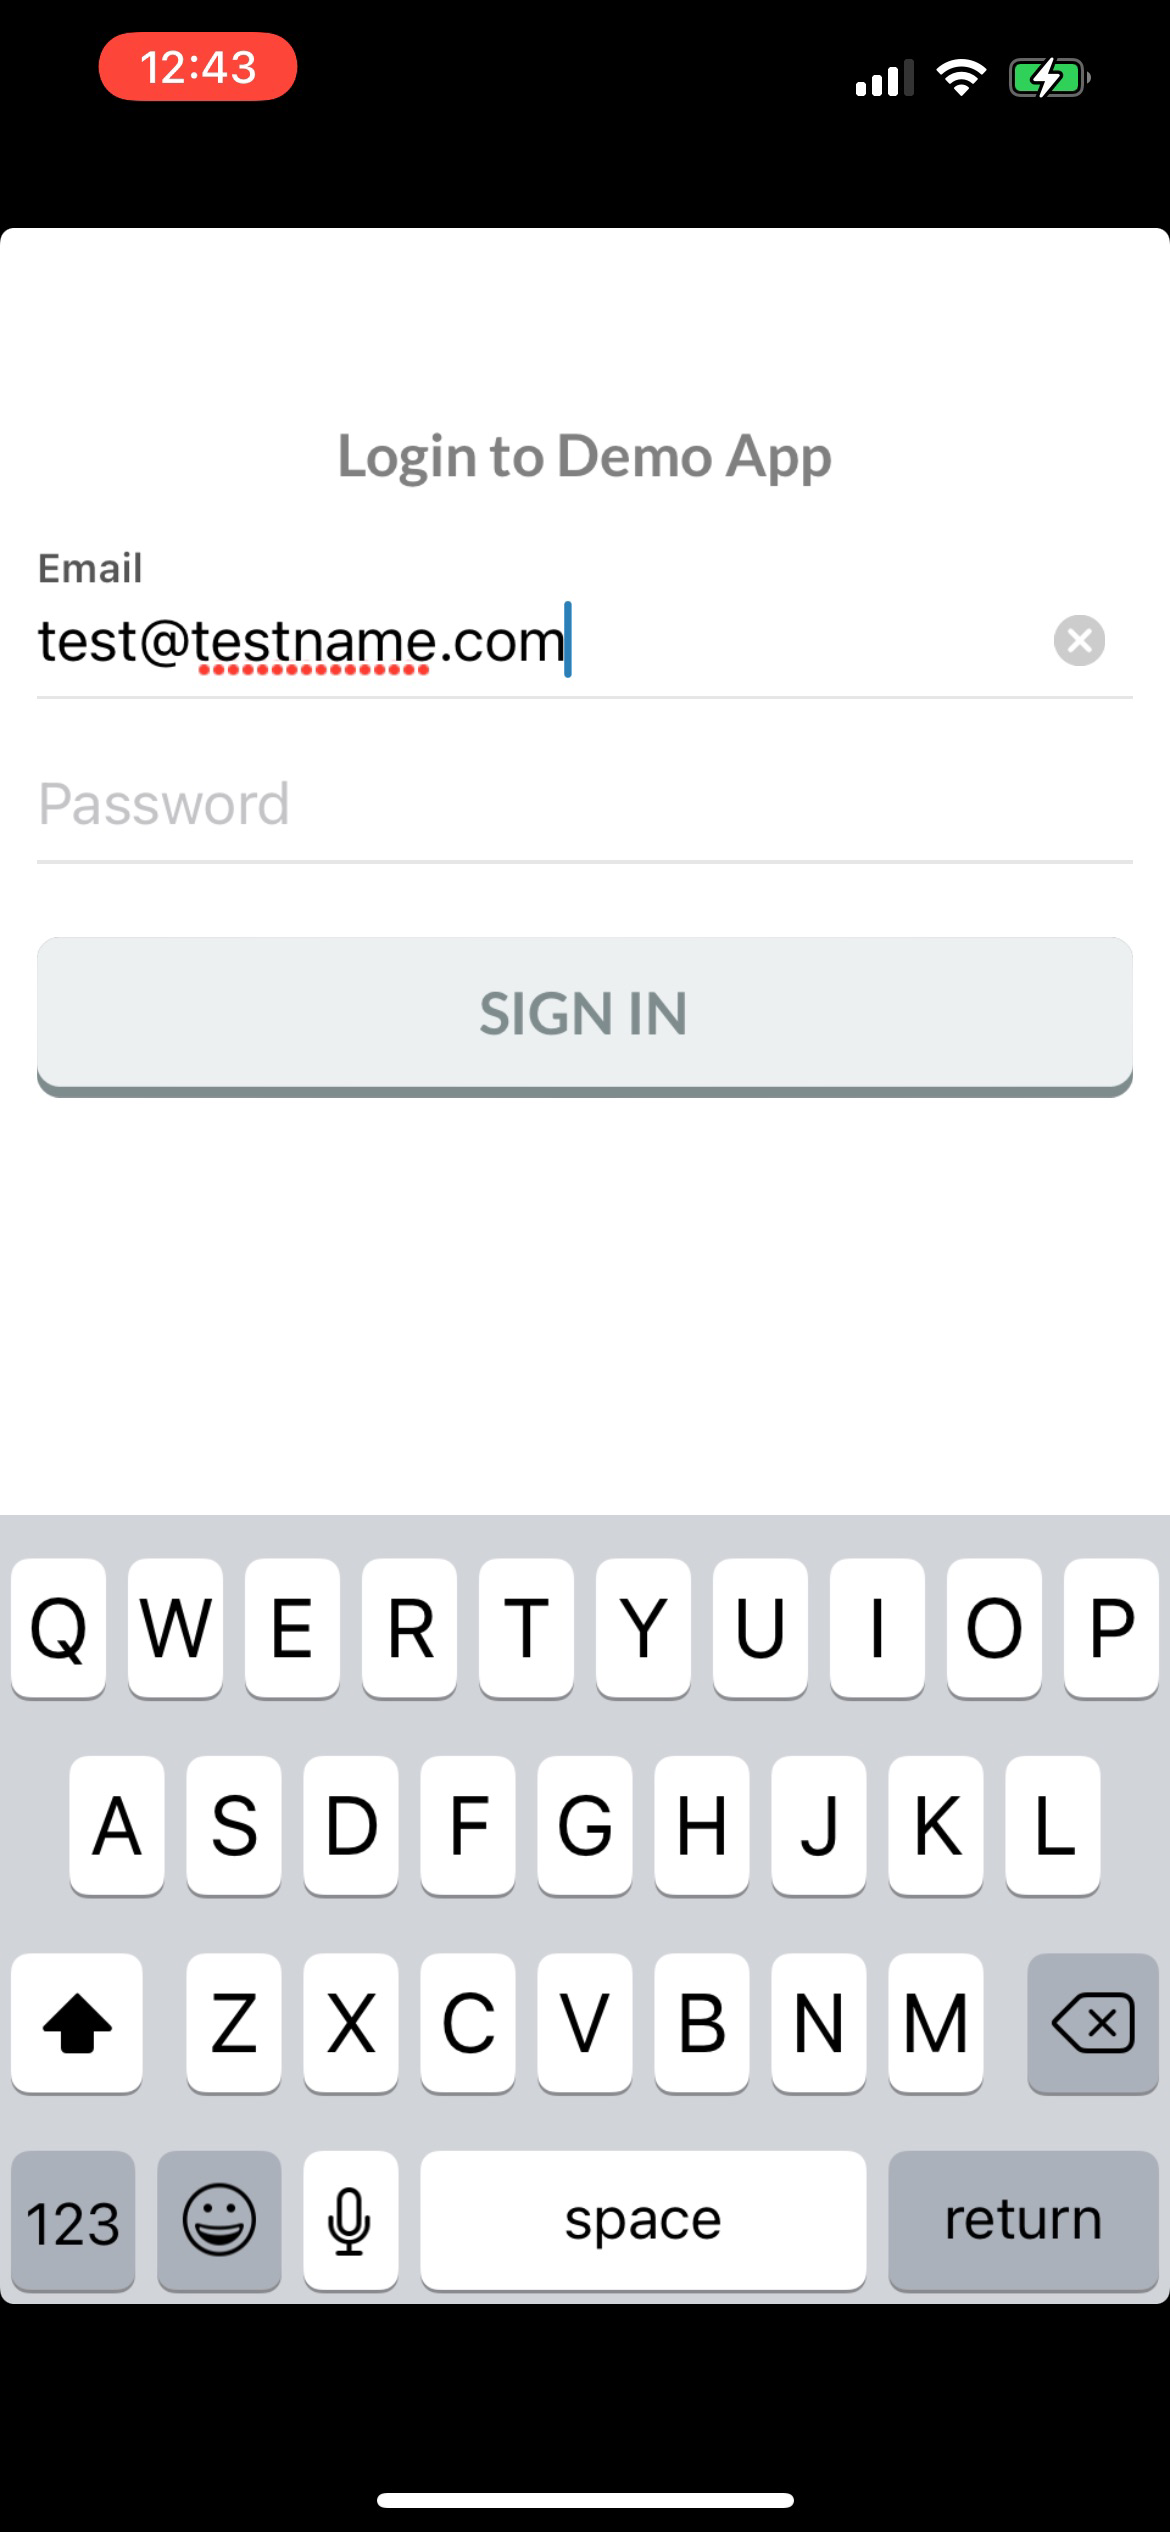 12:43
Login to Demo App
Email
test@testname.com
Password
SIGN IN
Q W E R T Y U I O P
A S D F G H J K L
Z X C V B N M
123 space return